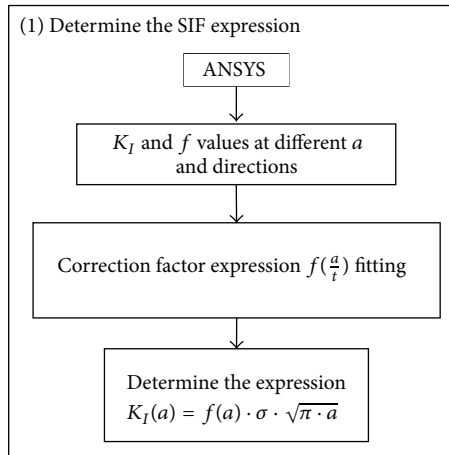 (1) Determine the SIF expression
ANSYS
K_I and f values at different a
and directions
Correction factor expression f(a/t) fitting
Determine the expression
K_I(a) = f(a) · σ · √(π · a)